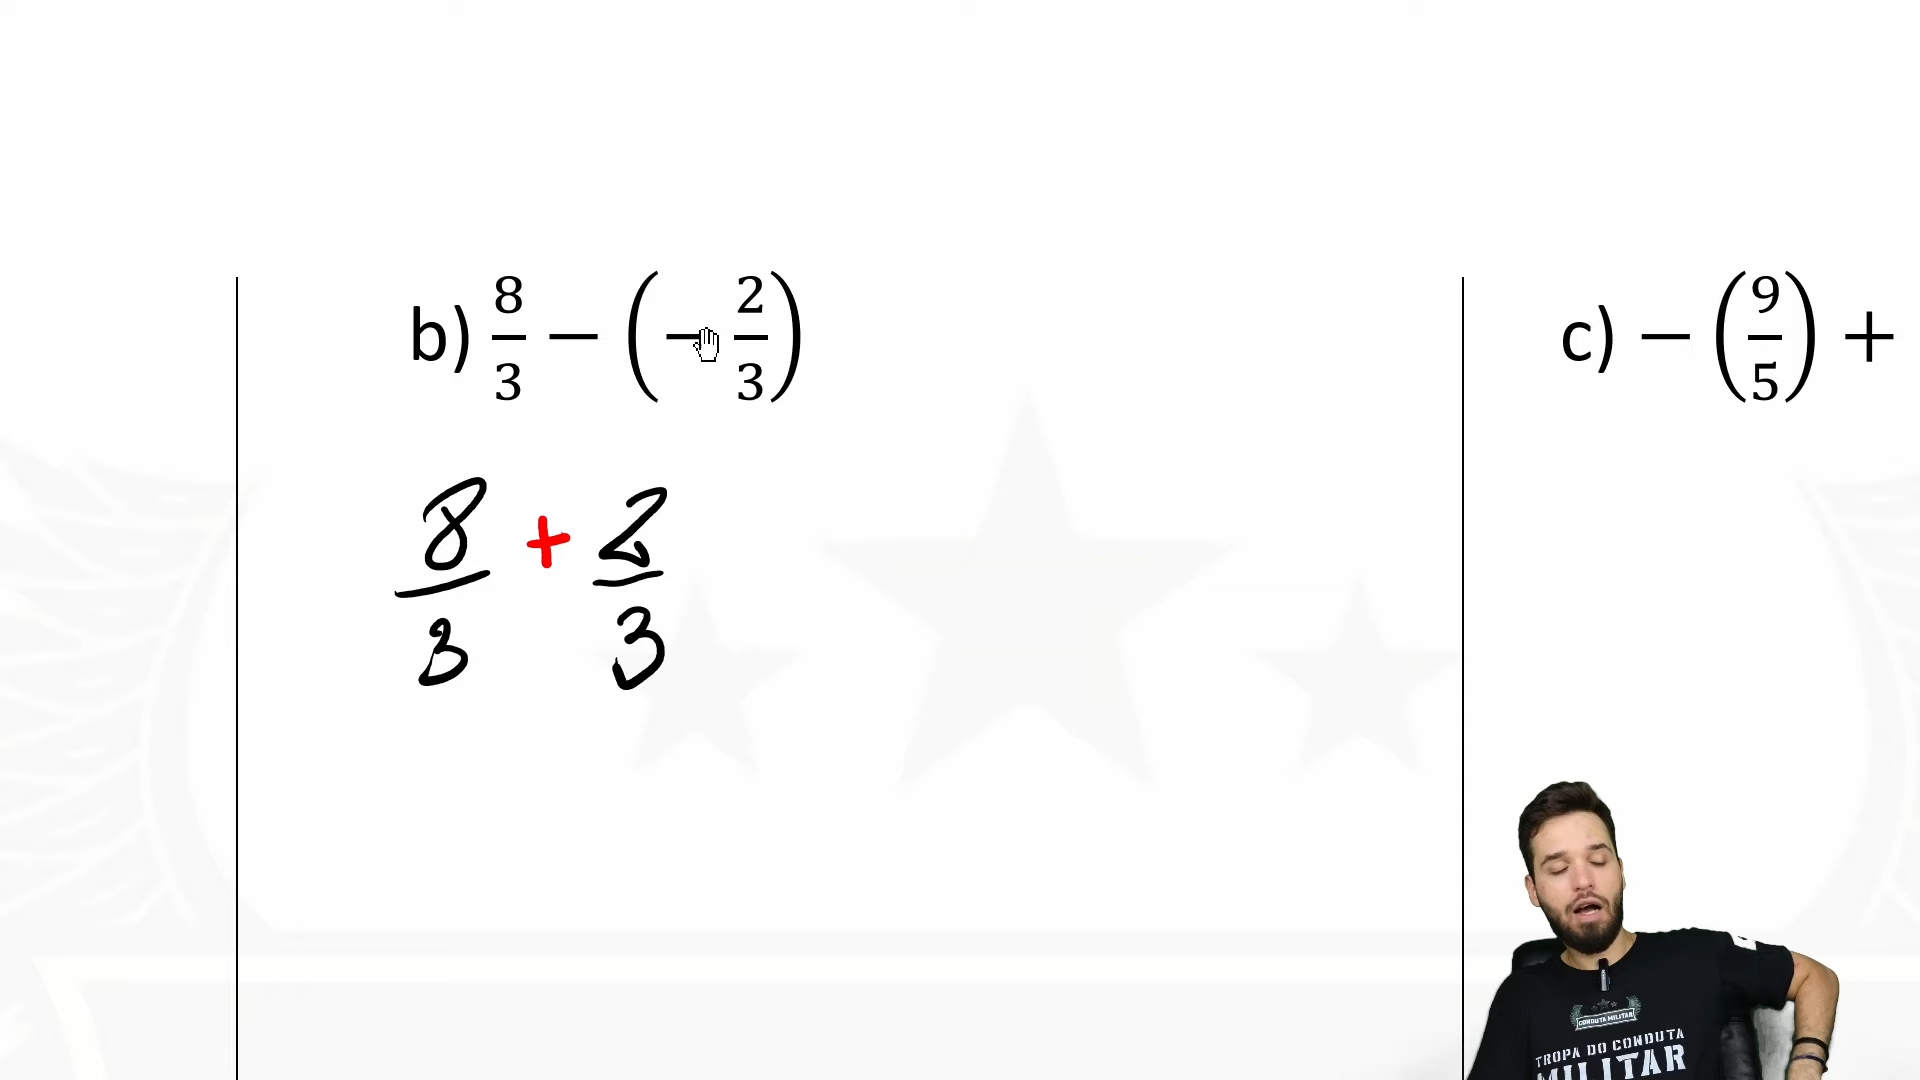 b) 8/3 − (− 2/3)
c) − (9/5) +
8/3 + 2/3
CONDUTA MILITAR
TROPA DO CONDUTA
MILITAR